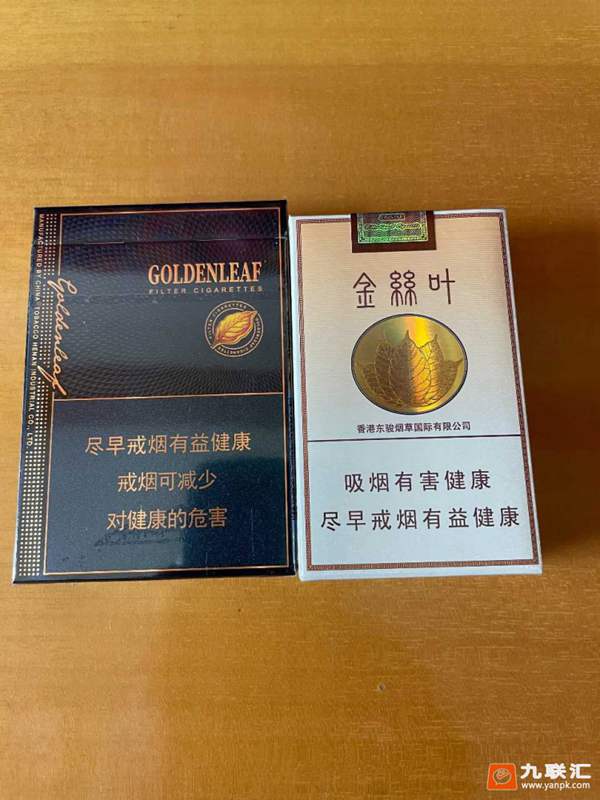 GOLDENLEAF
FILTER CIGARETTES
Goldenleaf
MANUFACTURED BY CHINA TOBACCO HENAN INDUSTRIAL CO., LTD.
尽早戒烟有益健康
戒烟可减少
对健康的危害
金絲叶
香港东骏烟草国际有限公司
吸烟有害健康
尽早戒烟有益健康
九联汇
www.yanpk.com